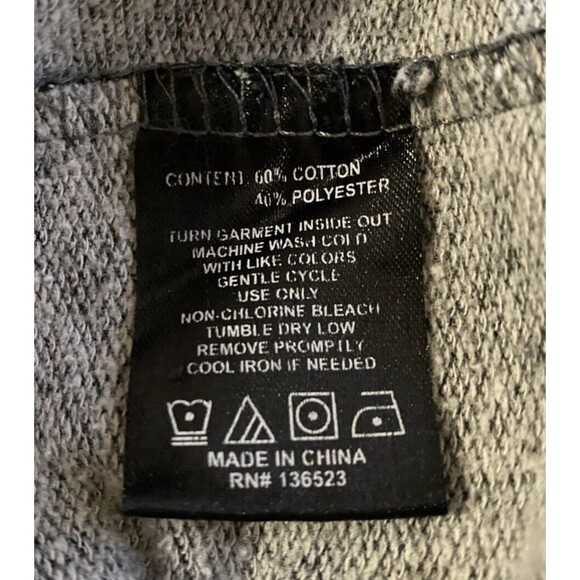 CONTENT 60% COTTON
40% POLYESTER
TURN GARMENT INSIDE OUT
MACHINE WASH COLD
WITH LIKE COLORS
GENTLE CYCLE
USE ONLY
NON-CHLORINE BLEACH
TUMBLE DRY LOW
REMOVE PROMPTLY
COOL IRON IF NEEDED
MADE IN CHINA
RN# 136523